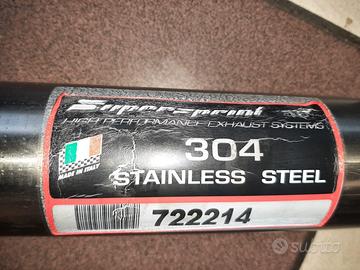 Supersprint
HIGH PERFORMANCE EXHAUST SYSTEMS
304
STAINLESS STEEL
MADE IN ITALY
722214
subito